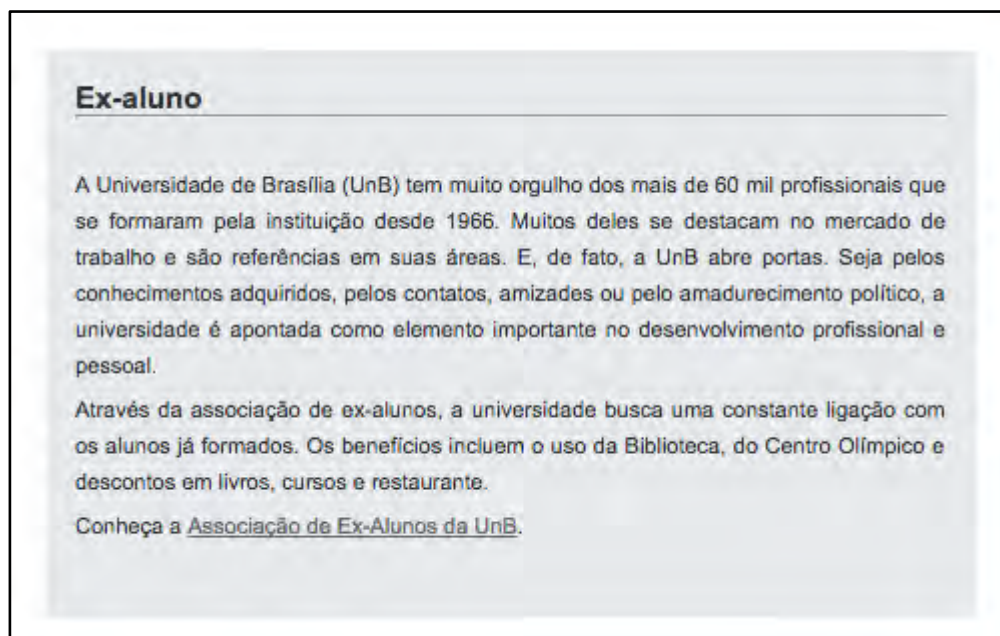 Ex-aluno
A Universidade de Brasília (UnB) tem muito orgulho dos mais de 60 mil profissionais que
se formaram pela instituição desde 1966. Muitos deles se destacam no mercado de
trabalho e são referências em suas áreas. E, de fato, a UnB abre portas. Seja pelos
conhecimentos adquiridos, pelos contatos, amizades ou pelo amadurecimento político, a
universidade é apontada como elemento importante no desenvolvimento profissional e
pessoal.
Através da associação de ex-alunos, a universidade busca uma constante ligação com
os alunos já formados. Os benefícios incluem o uso da Biblioteca, do Centro Olímpico e
descontos em livros, cursos e restaurante.
Conheça a Associação de Ex-Alunos da UnB.